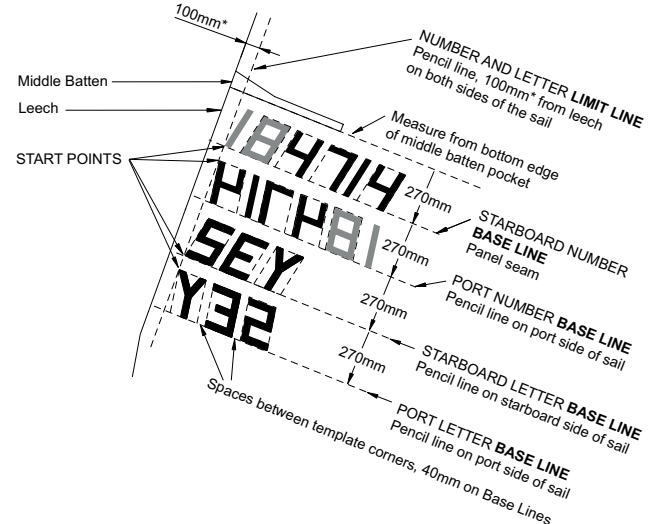 100mm*
NUMBER AND LETTER LIMIT LINE
Pencil line, 100mm* from leech
on both sides of the sail
Middle Batten
Leech
Measure from bottom edge
of middle batten pocket
START POINTS
184714
270mm
STARBOARD NUMBER
BASE LINE
Panel seam
184714
270mm
PORT NUMBER BASE LINE
Pencil line on port side of sail
SEY
270mm
STARBOARD LETTER BASE LINE
Pencil line on starboard side of sail
SEY
270mm
PORT LETTER BASE LINE
Pencil line on port side of sail
Spaces between template corners, 40mm on Base Lines